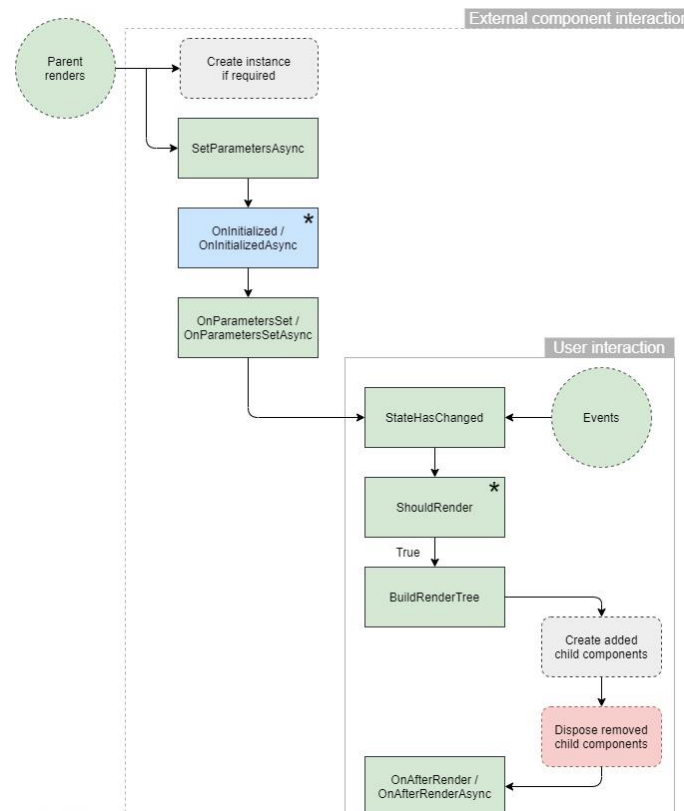 External component interaction
Parent
renders
Create instance
if required
SetParametersAsync
*
OnInitialized /
OnInitializedAsync
OnParametersSet /
OnParametersSetAsync
User interaction
StateHasChanged
Events
*
ShouldRender
True
BuildRenderTree
Create added
child components
Dispose removed
child components
OnAfterRender /
OnAfterRenderAsync